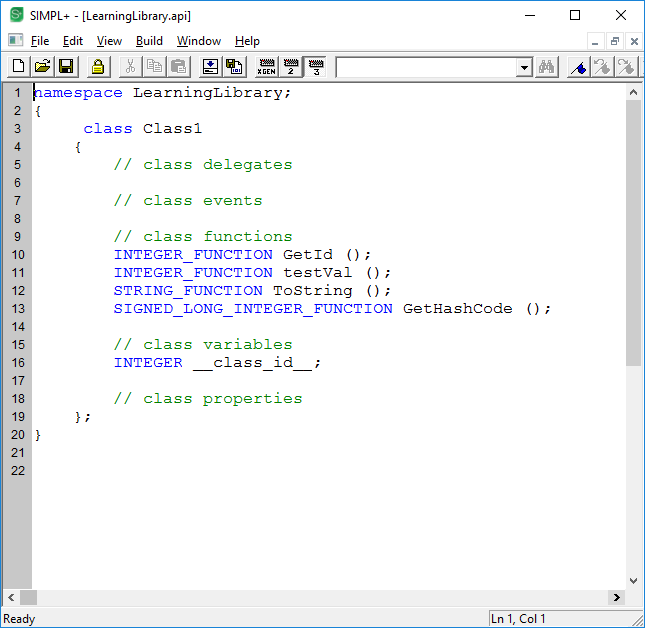 SIMPL+ - [LearningLibrary.api]
File Edit View Build Window Help
XGEN 2 3
1 namespace LearningLibrary;
2 {
3 class Class1
4 {
5 // class delegates
6
7 // class events
8
9 // class functions
10 INTEGER_FUNCTION GetId ();
11 INTEGER_FUNCTION testVal ();
12 STRING_FUNCTION ToString ();
13 SIGNED_LONG_INTEGER_FUNCTION GetHashCode ();
14
15 // class variables
16 INTEGER __class_id__;
17
18 // class properties
19 };
20 }
21
22
Ready Ln 1, Col 1